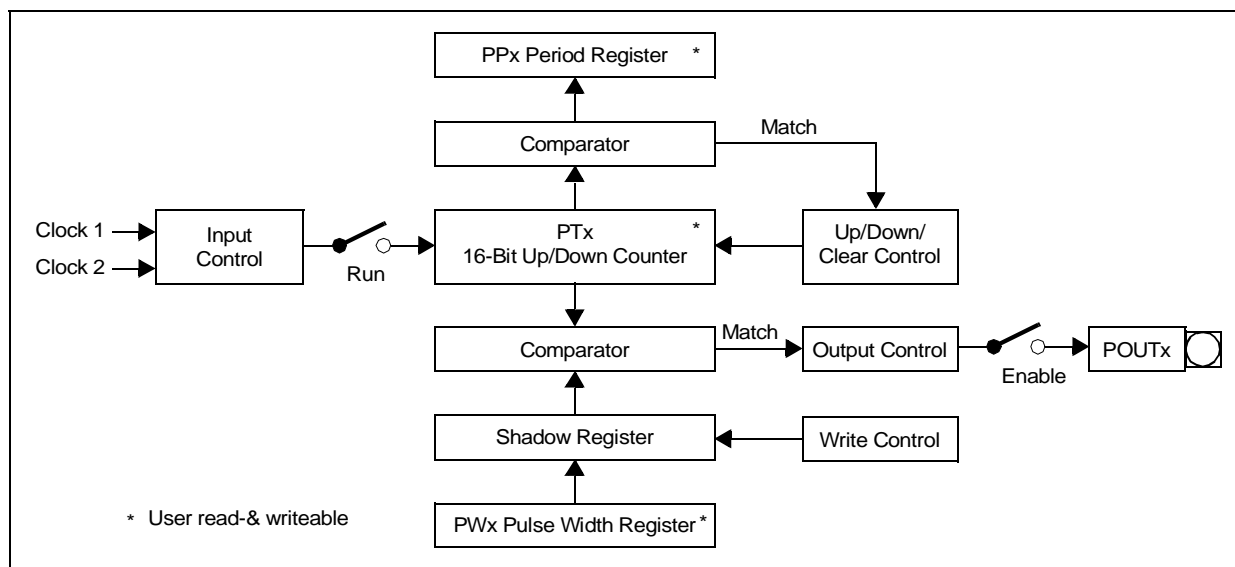 PPx Period Register *
Comparator
Match
Clock 1
Clock 2
Input
Control
Run
PTx *
16-Bit Up/Down Counter
Up/Down/
Clear Control
Comparator
Match
Output Control
Enable
POUTx
Shadow Register
Write Control
PWx Pulse Width Register *
* User read-& writeable